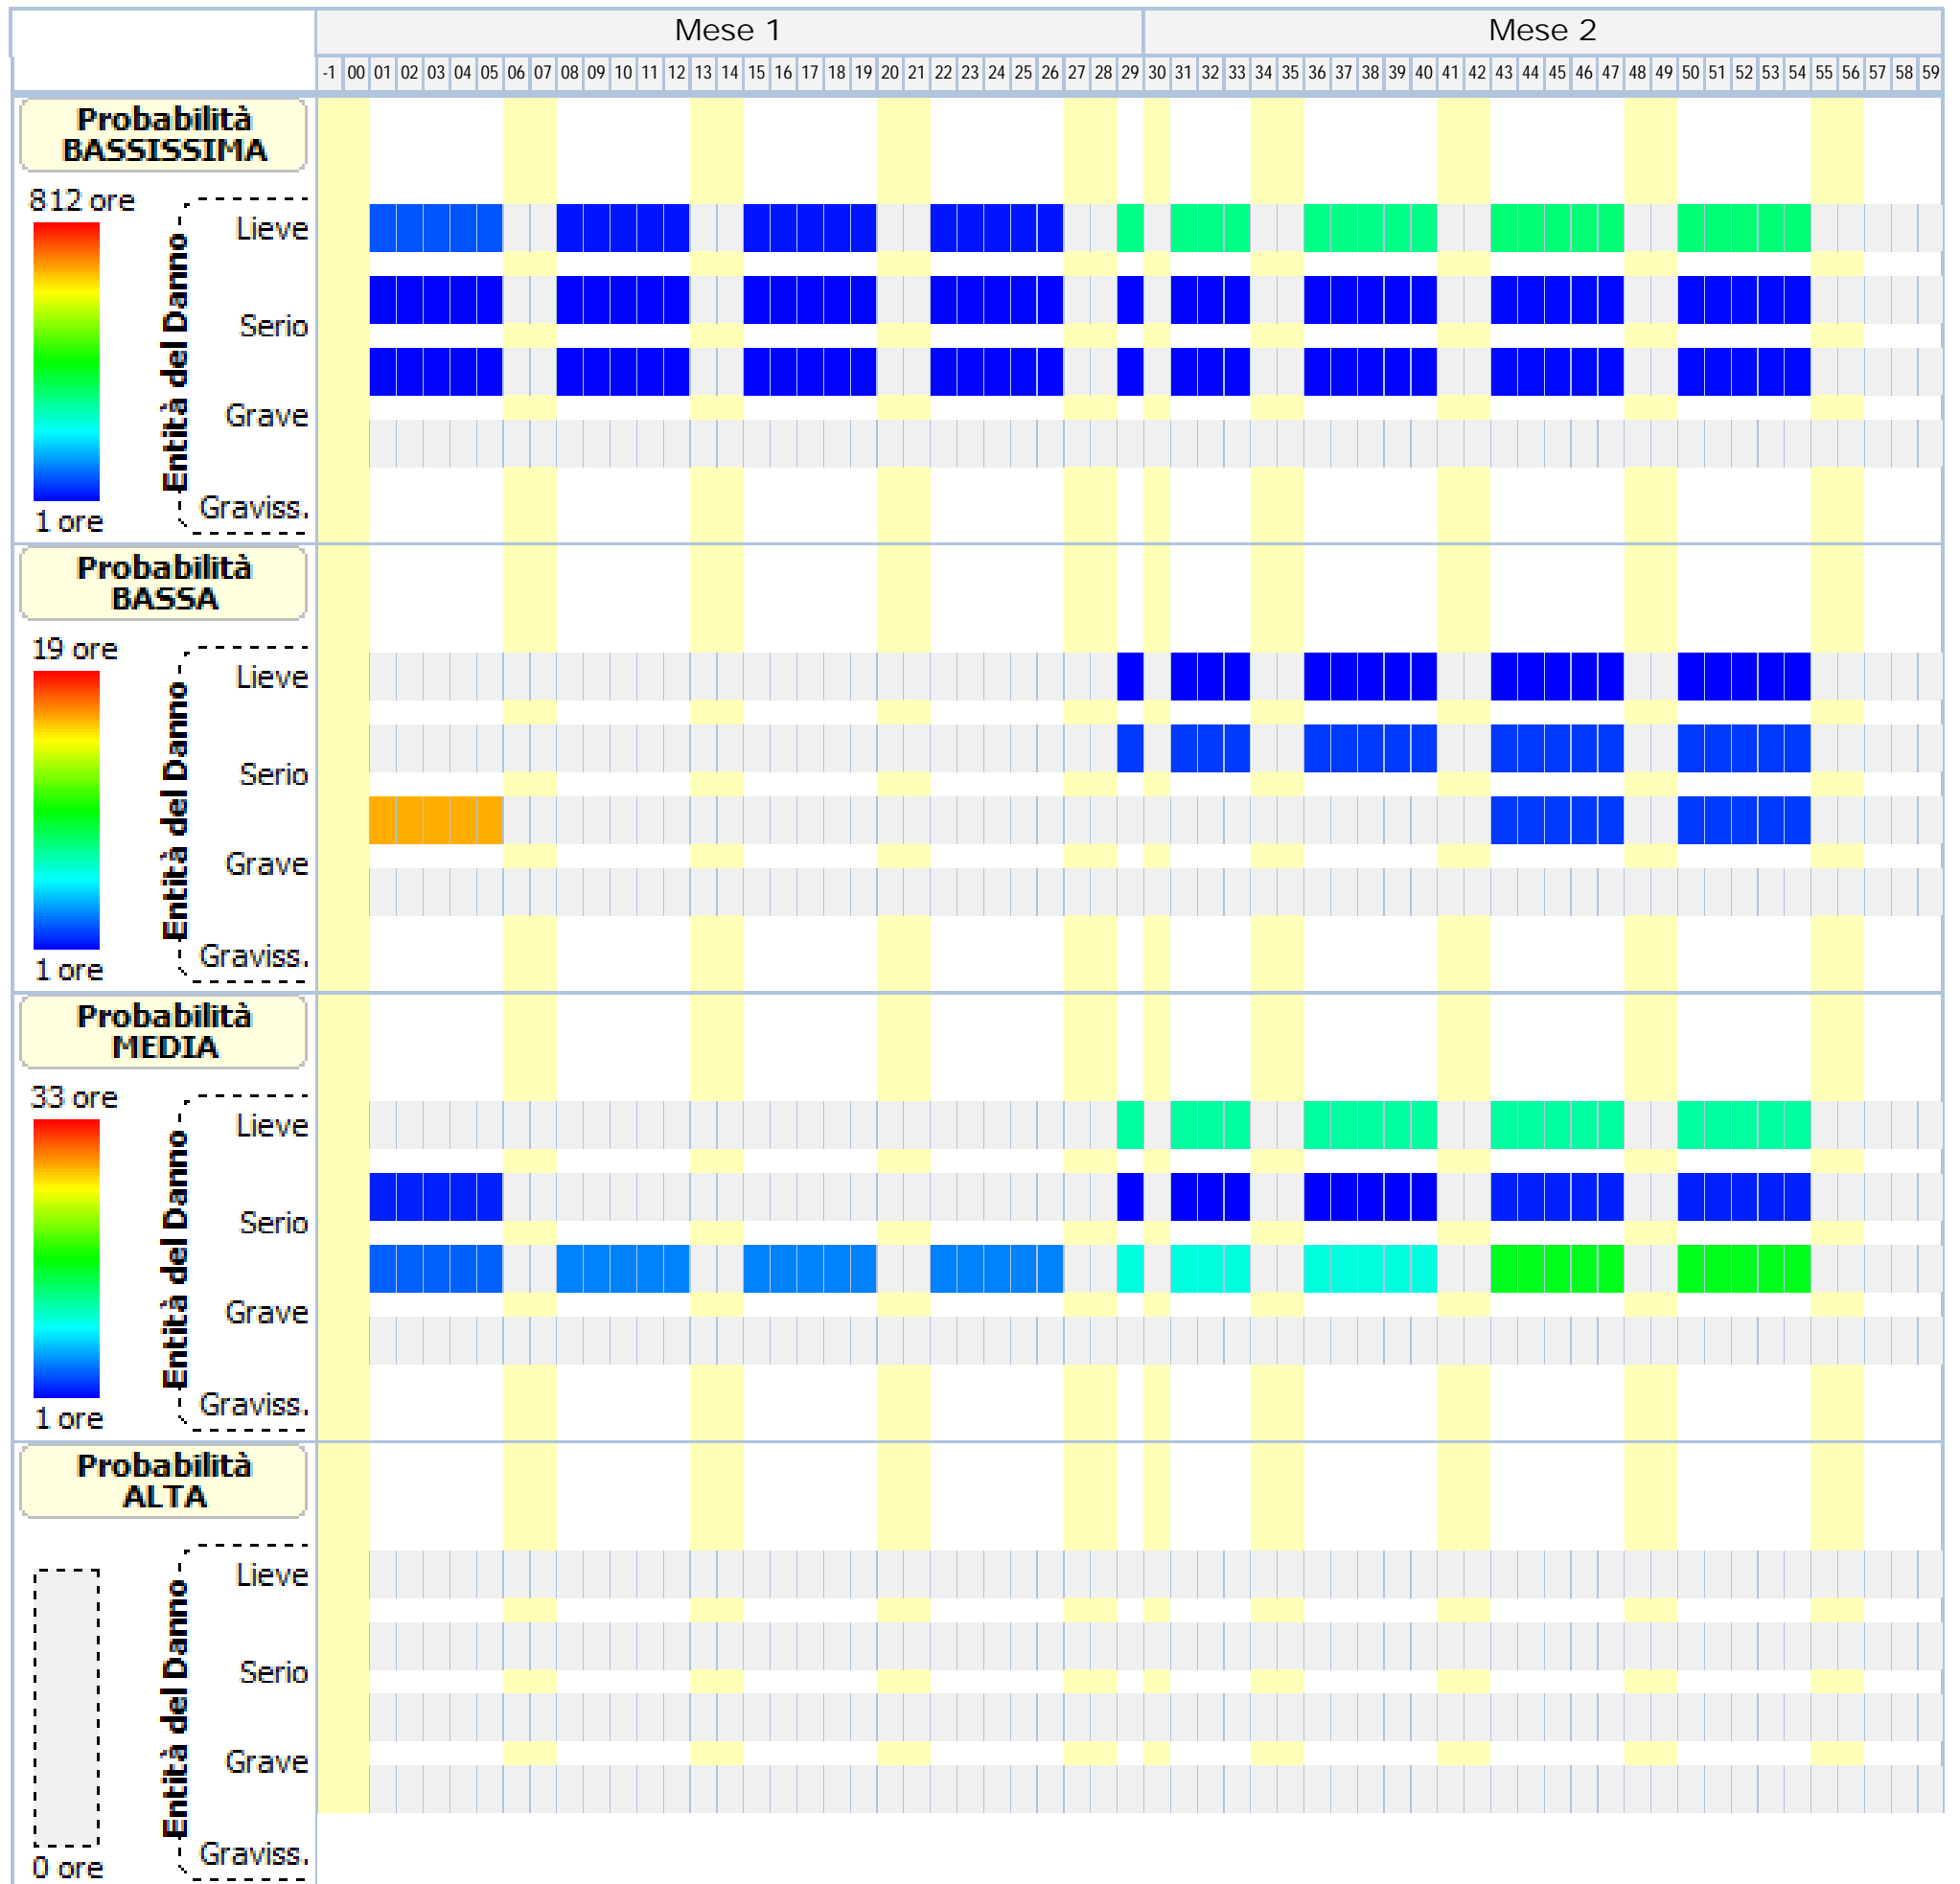 Mese 1 Mese 2
-1 00 01 02 03 04 05 06 07 08 09 10 11 12 13 14 15 16 17 18 19 20 21 22 23 24 25 26 27 28 29 30 31 32 33 34 35 36 37 38 39 40 41 42 43 44 45 46 47 48 49 50 51 52 53 54 55 56 57 58 59
Probabilità
BASSISSIMA
812 ore
1 ore
Entità del Danno
Lieve
Serio
Grave
Graviss.
Probabilità
BASSA
19 ore
1 ore
Entità del Danno
Lieve
Serio
Grave
Graviss.
Probabilità
MEDIA
33 ore
1 ore
Entità del Danno
Lieve
Serio
Grave
Graviss.
Probabilità
ALTA
0 ore
Entità del Danno
Lieve
Serio
Grave
Graviss.